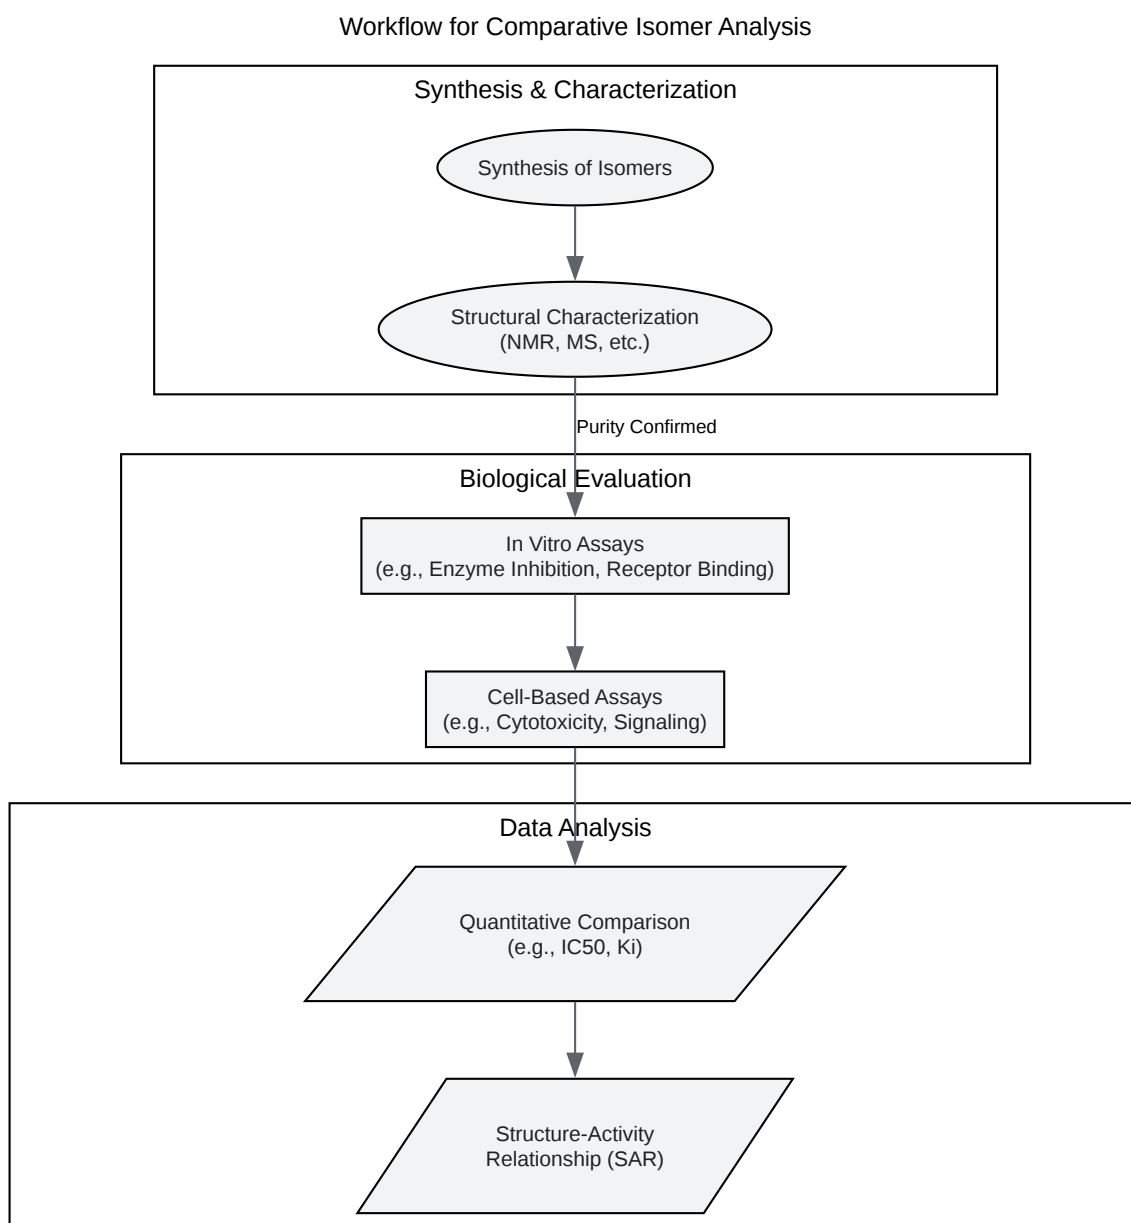 Workflow for Comparative Isomer Analysis
Synthesis & Characterization
Synthesis of Isomers
Structural Characterization
(NMR, MS, etc.)
Purity Confirmed
Biological Evaluation
In Vitro Assays
(e.g., Enzyme Inhibition, Receptor Binding)
Cell-Based Assays
(e.g., Cytotoxicity, Signaling)
Data Analysis
Quantitative Comparison
(e.g., IC50, Ki)
Structure-Activity
Relationship (SAR)